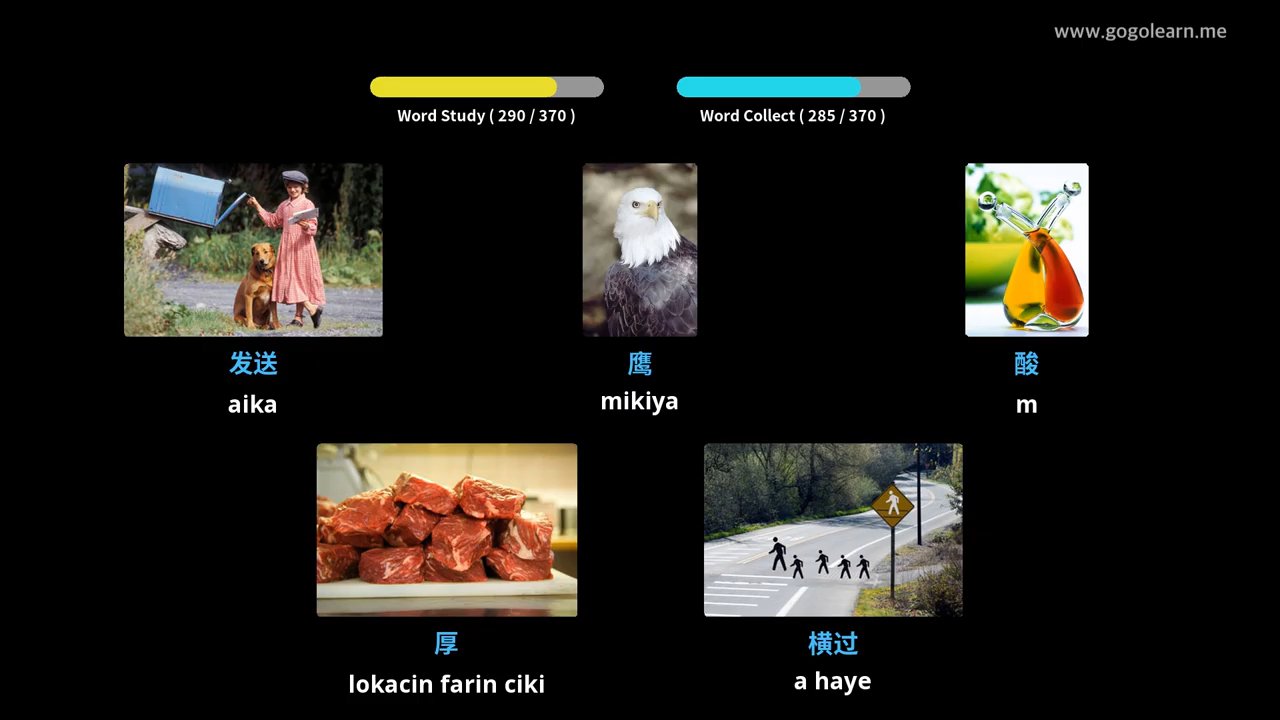 www.gogolearn.me
Word Study ( 290 / 370 )
Word Collect ( 285 / 370 )
发送
aika
鹰
mikiya
酸
m
厚
lokacin farin ciki
横过
a haye